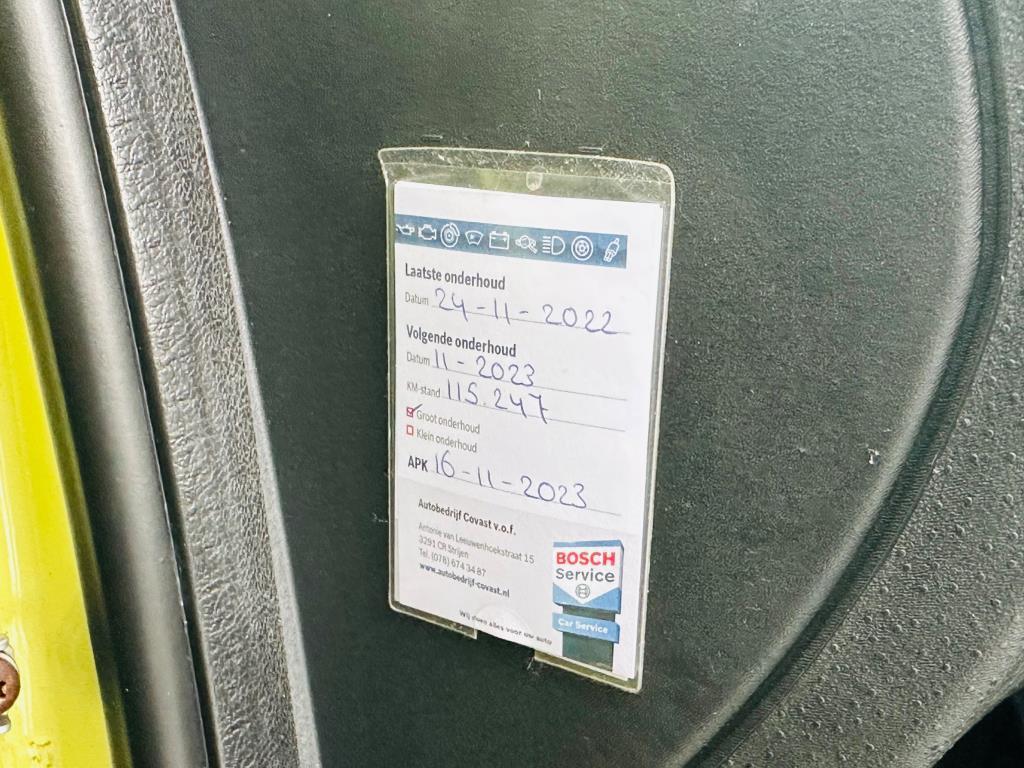 Laatste onderhoud
Datum 24-11-2022
Volgende onderhoud
Datum 11-2023
KM-stand 115.247
Groot onderhoud
Klein onderhoud
APK 16-11-2023
Autobedrijf Covast v.o.f.
Antonie van Leeuwenhoekstraat 15
3291 CR Strijen
Tel. (078) 674 34 87
www.autobedrijf-covast.nl
BOSCH
Service
Car Service
Wij doen alles voor uw auto